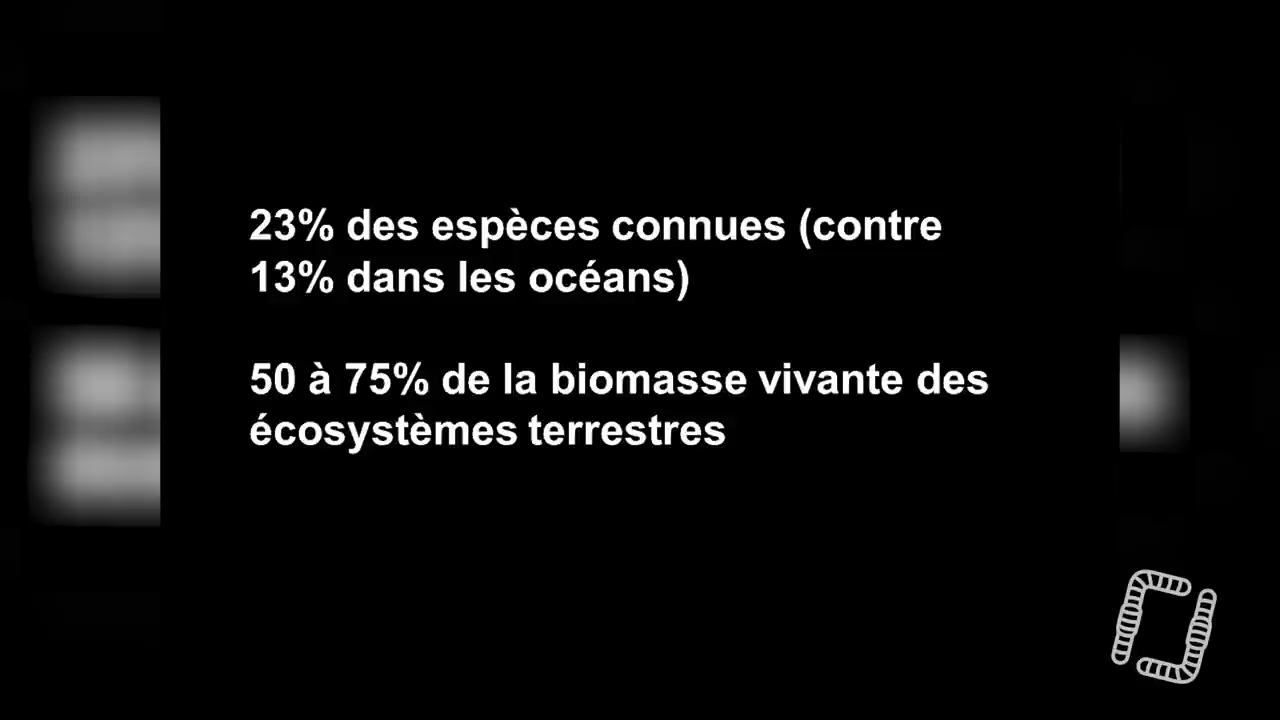 23% des espèces connues (contre
13% dans les océans)
50 à 75% de la biomasse vivante des
écosystèmes terrestres